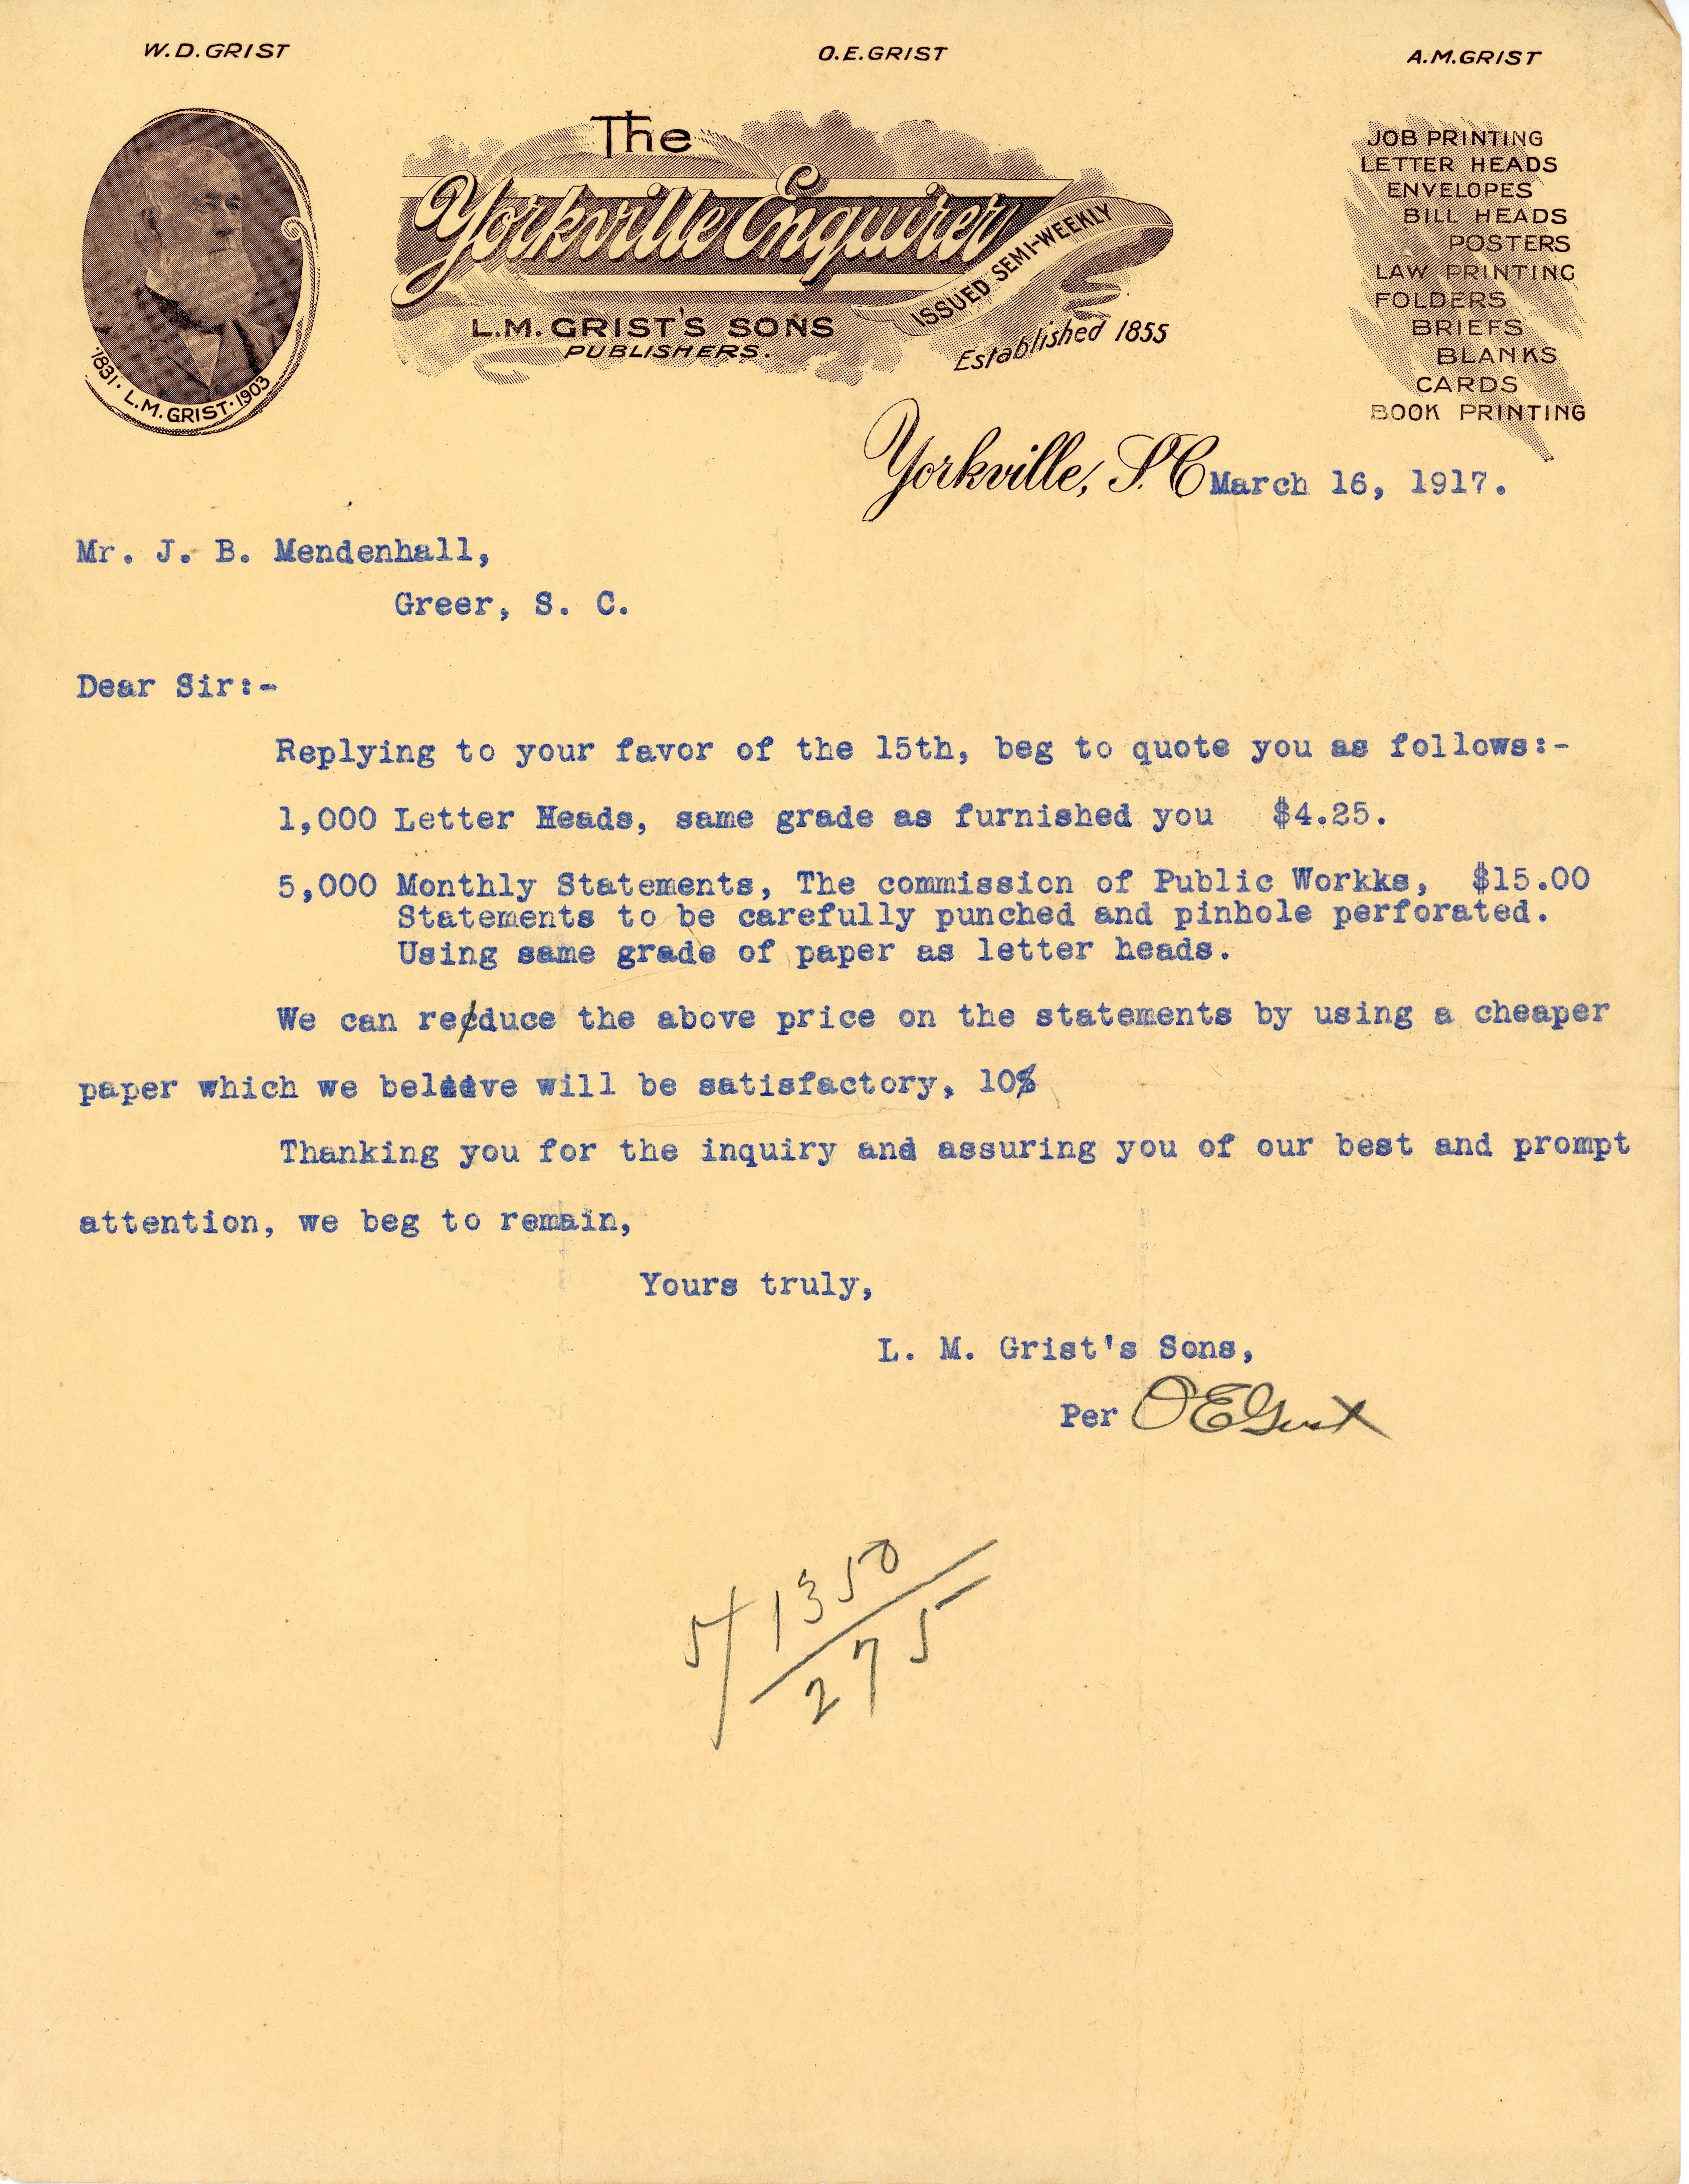 W. D. GRIST
O. E. GRIST
A. M. GRIST
The
Yorkville Enquirer
ISSUED SEMI-WEEKLY
L. M. GRIST'S SONS
PUBLISHERS.
Established 1855
·1831· L. M. GRIST·1903
JOB PRINTING
LETTER HEADS
ENVELOPES
BILL HEADS
POSTERS
LAW PRINTING
FOLDERS
BRIEFS
BLANKS
CARDS
BOOK PRINTING
Yorkville, S.C March 16, 1917.
Mr. J. B. Mendenhall,
Greer, S. C.
Dear Sir:-
Replying to your favor of the 15th, beg to quote you as follows:-
1,000 Letter Heads, same grade as furnished you $4.25.
5,000 Monthly Statements, The commission of Public Workks, $15.00
Statements to be carefully punched and pinhole perforated.
Using same grade of paper as letter heads.
We can reduce the above price on the statements by using a cheaper
paper which we believe will be satisfactory, 10%
Thanking you for the inquiry and assuring you of our best and prompt
attention, we beg to remain,
Yours truly,
L. M. Grist's Sons,
Per O E Grist
5/1350
275